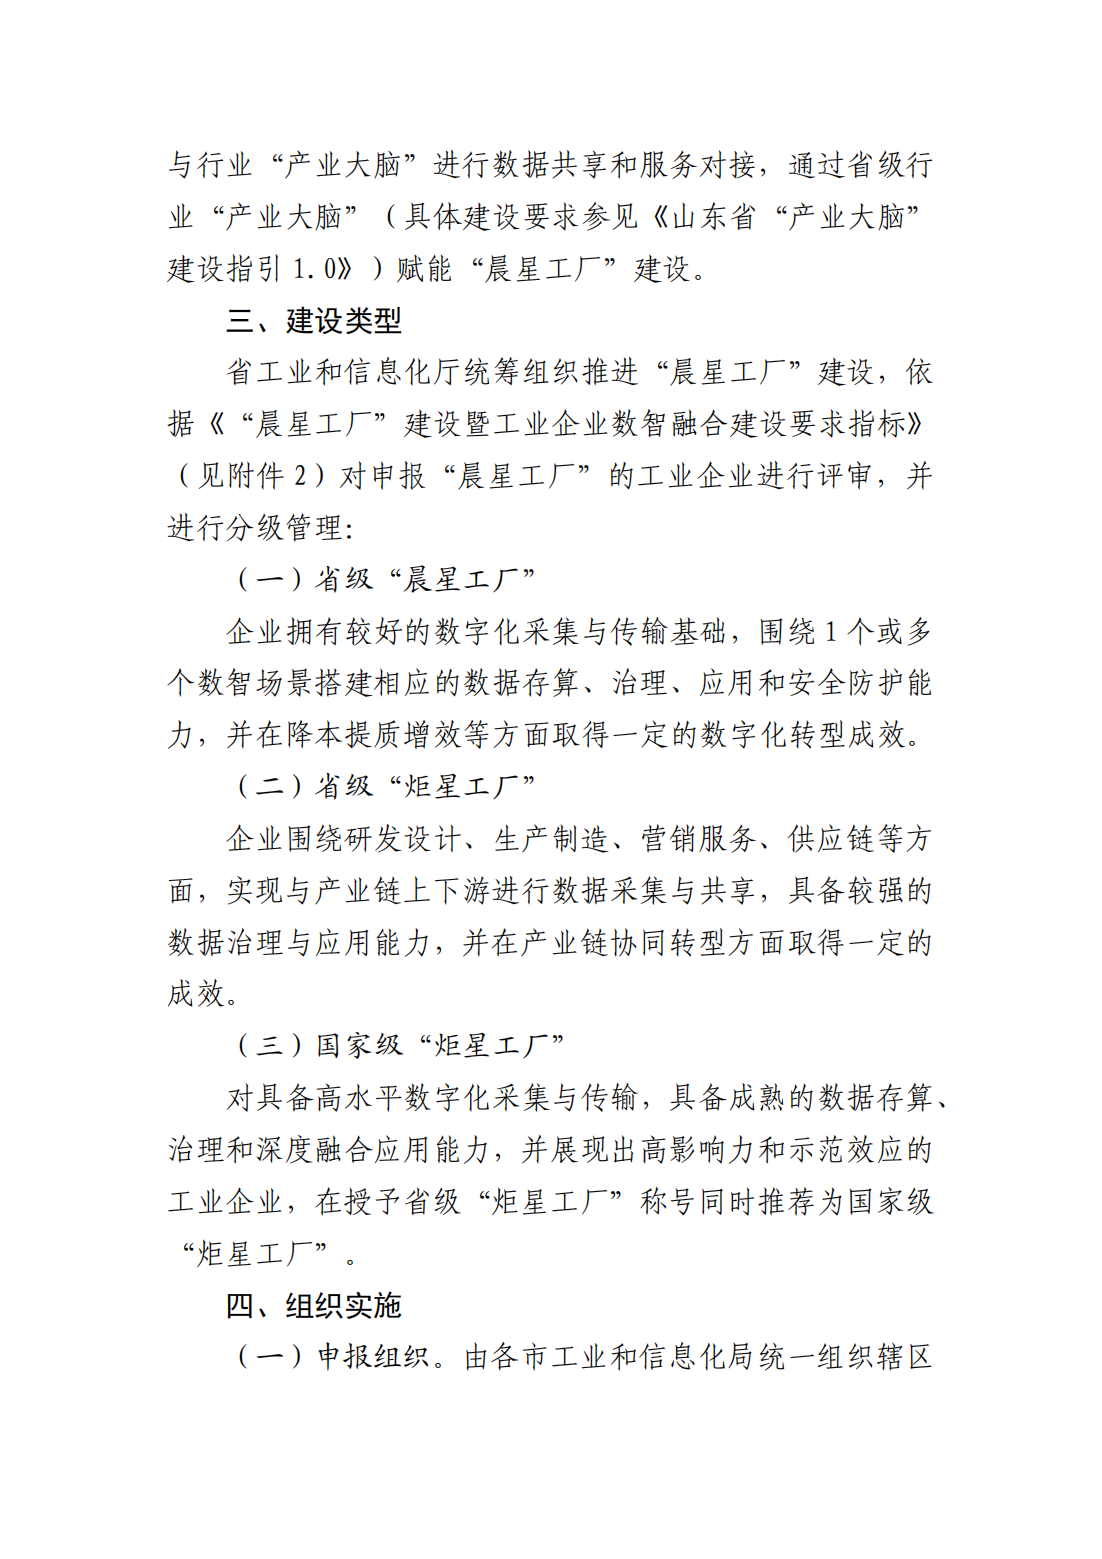 与行业“产业大脑”进行数据共享和服务对接，通过省级行
业“产业大脑”（具体建设要求参见《山东省“产业大脑”
建设指引1.0》）赋能“晨星工厂”建设。
三、建设类型
省工业和信息化厅统筹组织推进“晨星工厂”建设，依
据《“晨星工厂”建设暨工业企业数智融合建设要求指标》
（见附件2）对申报“晨星工厂”的工业企业进行评审，并
进行分级管理：
（一）省级“晨星工厂”
企业拥有较好的数字化采集与传输基础，围绕1个或多
个数智场景搭建相应的数据存算、治理、应用和安全防护能
力，并在降本提质增效等方面取得一定的数字化转型成效。
（二）省级“炬星工厂”
企业围绕研发设计、生产制造、营销服务、供应链等方
面，实现与产业链上下游进行数据采集与共享，具备较强的
数据治理与应用能力，并在产业链协同转型方面取得一定的
成效。
（三）国家级“炬星工厂”
对具备高水平数字化采集与传输，具备成熟的数据存算、
治理和深度融合应用能力，并展现出高影响力和示范效应的
工业企业，在授予省级“炬星工厂”称号同时推荐为国家级
“炬星工厂”。
四、组织实施
（一）申报组织。由各市工业和信息化局统一组织辖区